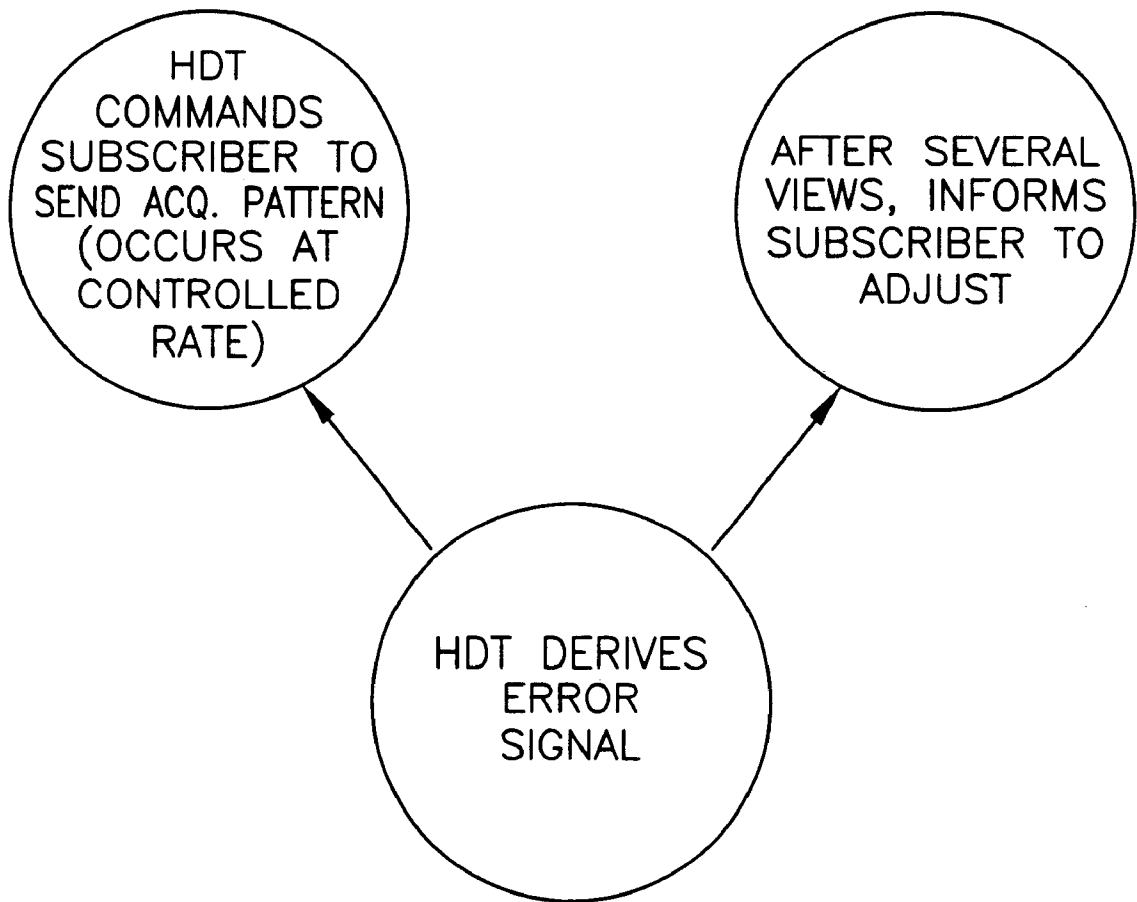 HDT
COMMANDS
SUBSCRIBER TO
SEND ACQ. PATTERN
(OCCURS AT
CONTROLLED
RATE)
AFTER SEVERAL
VIEWS, INFORMS
SUBSCRIBER TO
ADJUST
HDT DERIVES
ERROR
SIGNAL